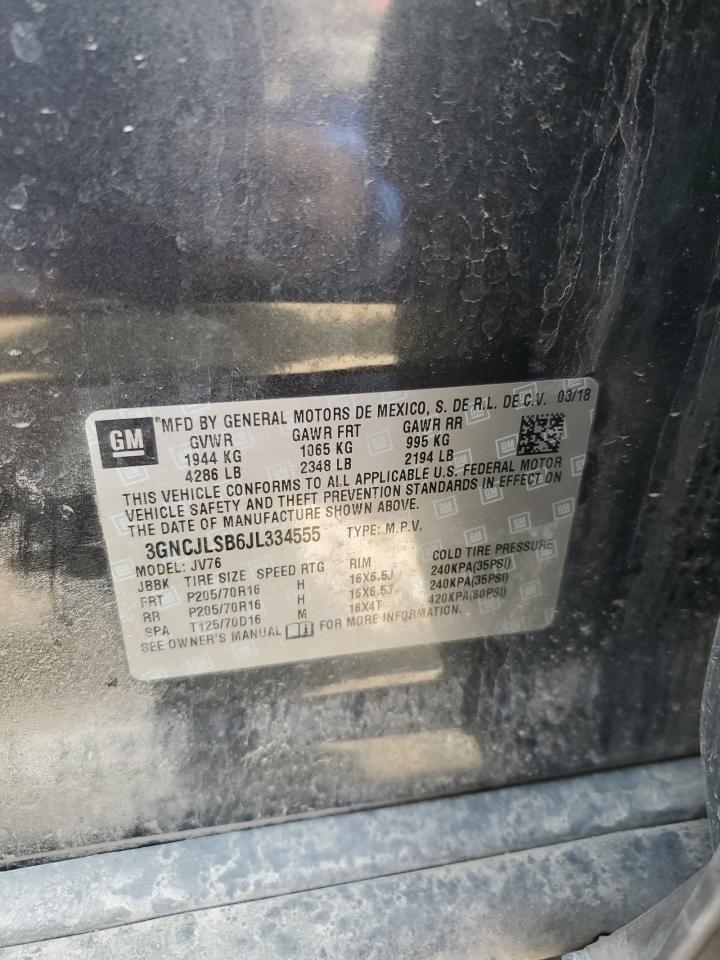 GM
*MFD BY GENERAL MOTORS DE MEXICO, S. DE R.L. DE C.V. 03/18
GVWR GAWR FRT GAWR RR
1944 KG 1065 KG 995 KG
4286 LB 2348 LB 2194 LB
THIS VEHICLE CONFORMS TO ALL APPLICABLE U.S. FEDERAL MOTOR
VEHICLE SAFETY AND THEFT PREVENTION STANDARDS IN EFFECT ON
THE DATE OF MANUFACTURE SHOWN ABOVE.
3GNCJLSB6JL334555 TYPE: M.P.V.
MODEL: JV76
JBBK TIRE SIZE SPEED RTG RIM COLD TIRE PRESSURE
FRT P205/70R16 H 16X6.5J 240KPA(35PSI)
RR P205/70R16 H 16X6.5J 240KPA(35PSI)
SPA T125/70D16 M 16X4T 420KPA(60PSI)
SEE OWNER'S MANUAL FOR MORE INFORMATION.